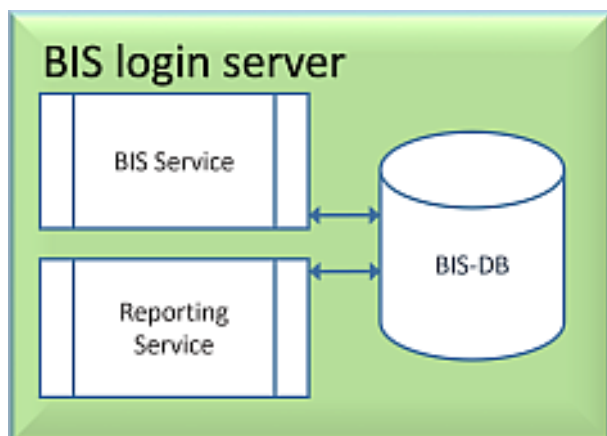 BIS login server
BIS Service
BIS-DB
Reporting
Service